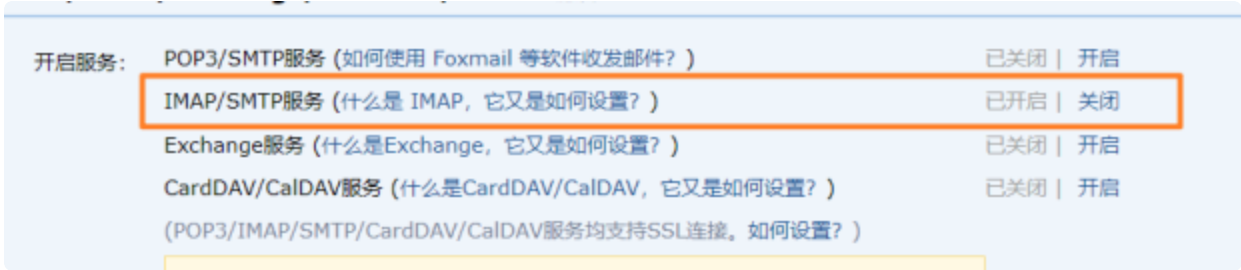 开启服务： POP3/SMTP服务 (如何使用 Foxmail 等软件收发邮件？) 已关闭 | 开启
IMAP/SMTP服务 (什么是 IMAP，它又是如何设置？) 已开启 | 关闭
Exchange服务 (什么是Exchange，它又是如何设置？) 已关闭 | 开启
CardDAV/CalDAV服务 (什么是CardDAV/CalDAV，它又是如何设置？) 已关闭 | 开启
(POP3/IMAP/SMTP/CardDAV/CalDAV服务均支持SSL连接。如何设置？)